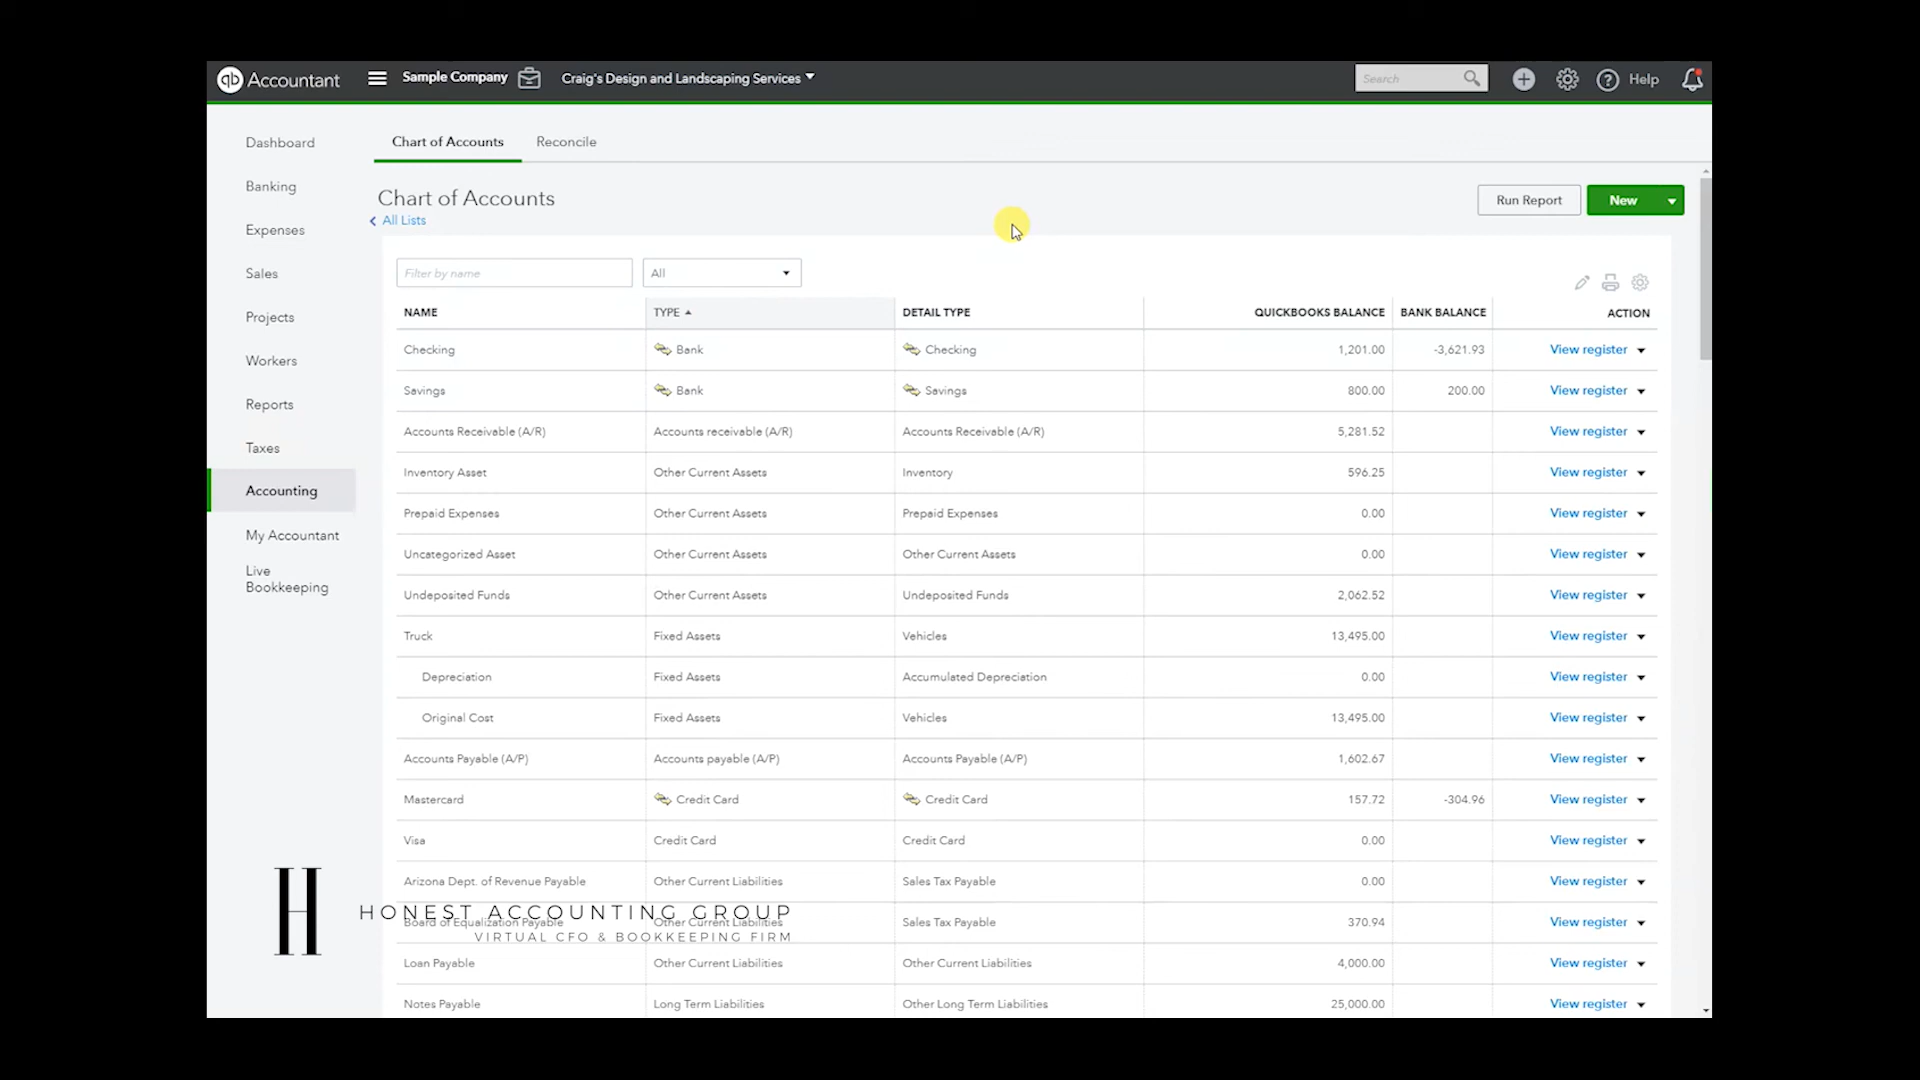 qb Accountant Sample Company Craig's Design and Landscaping Services Search Help
Dashboard
Banking
Expenses
Sales
Projects
Workers
Reports
Taxes
Accounting
My Accountant
Live
Bookkeeping
Chart of Accounts Reconcile
Chart of Accounts
All Lists
Run Report New
Filter by name All
NAME TYPE DETAIL TYPE QUICKBOOKS BALANCE BANK BALANCE ACTION
Checking Bank Checking 1,201.00 -3,621.93 View register
Savings Bank Savings 800.00 200.00 View register
Accounts Receivable (A/R) Accounts receivable (A/R) Accounts Receivable (A/R) 5,281.52 View register
Inventory Asset Other Current Assets Inventory 596.25 View register
Prepaid Expenses Other Current Assets Prepaid Expenses 0.00 View register
Uncategorized Asset Other Current Assets Other Current Assets 0.00 View register
Undeposited Funds Other Current Assets Undeposited Funds 2,062.52 View register
Truck Fixed Assets Vehicles 13,495.00 View register
Depreciation Fixed Assets Accumulated Depreciation 0.00 View register
Original Cost Fixed Assets Vehicles 13,495.00 View register
Accounts Payable (A/P) Accounts payable (A/P) Accounts Payable (A/P) 1,602.67 View register
Mastercard Credit Card Credit Card 157.72 -304.96 View register
Visa Credit Card Credit Card 0.00 View register
Arizona Dept. of Revenue Payable Other Current Liabilities Sales Tax Payable 0.00 View register
Board of Equalization Payable Other Current Liabilities Sales Tax Payable 370.94 View register
Loan Payable Other Current Liabilities Other Current Liabilities 4,000.00 View register
Notes Payable Long Term Liabilities Other Long Term Liabilities 25,000.00 View register
H
HONEST ACCOUNTING GROUP
VIRTUAL CFO & BOOKKEEPING FIRM